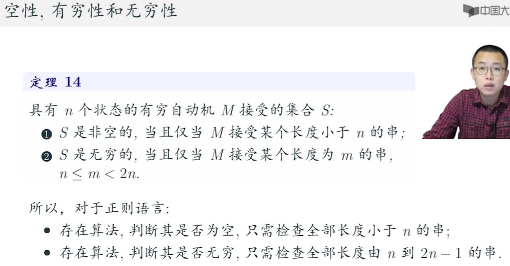 空性, 有穷性和无穷性
中国大
定理 14
具有 n 个状态的有穷自动机 M 接受的集合 S:
❶ S 是非空的, 当且仅当 M 接受某个长度小于 n 的串;
❷ S 是无穷的, 当且仅当 M 接受某个长度为 m 的串,
n ≤ m < 2n.
所以, 对于正则语言:
• 存在算法, 判断其是否为空, 只需检查全部长度小于 n 的串;
• 存在算法, 判断其是否无穷, 只需检查全部长度由 n 到 2n − 1 的串.